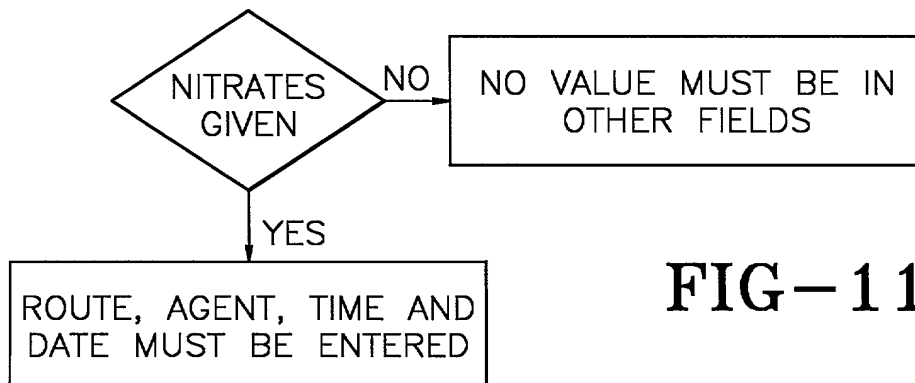 NITRATES
GIVEN
NO
NO VALUE MUST BE IN
OTHER FIELDS
YES
ROUTE, AGENT, TIME AND
DATE MUST BE ENTERED
FIG-11